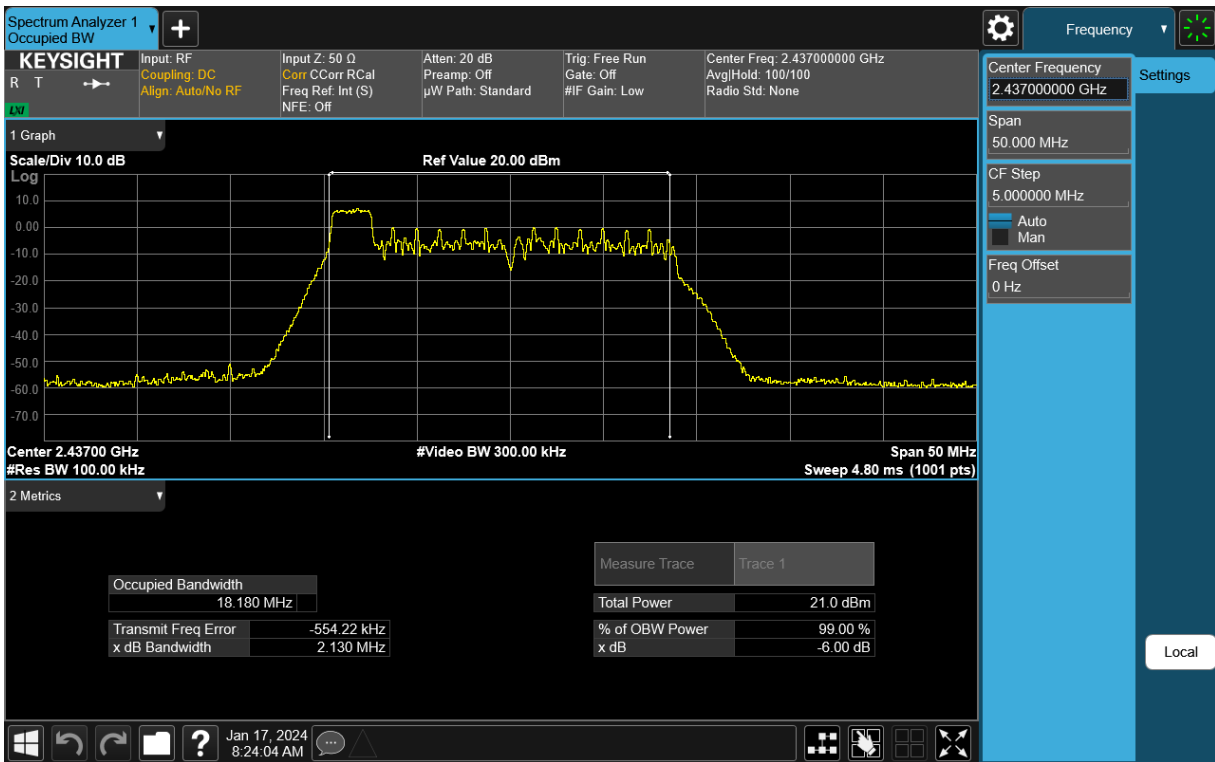 Spectrum Analyzer 1
Occupied BW
Frequency
KEYSIGHT
R T
LXI
Input: RF
Coupling: DC
Align: Auto/No RF
Input Z: 50 Ω
Corr CCorr RCal
Freq Ref: Int (S)
NFE: Off
Atten: 20 dB
Preamp: Off
µW Path: Standard
Trig: Free Run
Gate: Off
#IF Gain: Low
Center Freq: 2.437000000 GHz
Avg|Hold: 100/100
Radio Std: None
Center Frequency
2.437000000 GHz
Settings
Span
50.000 MHz
CF Step
5.000000 MHz
Auto
Man
Freq Offset
0 Hz
Local
1 Graph
Scale/Div 10.0 dB
Ref Value 20.00 dBm
Log
10.0
0.00
-10.0
-20.0
-30.0
-40.0
-50.0
-60.0
-70.0
Center 2.43700 GHz
#Video BW 300.00 kHz
Span 50 MHz
#Res BW 100.00 kHz
Sweep 4.80 ms (1001 pts)
2 Metrics
Measure Trace
Trace 1
Occupied Bandwidth
18.180 MHz
Total Power
21.0 dBm
Transmit Freq Error
-554.22 kHz
% of OBW Power
99.00 %
x dB Bandwidth
2.130 MHz
x dB
-6.00 dB
?
Jan 17, 2024
8:24:04 AM